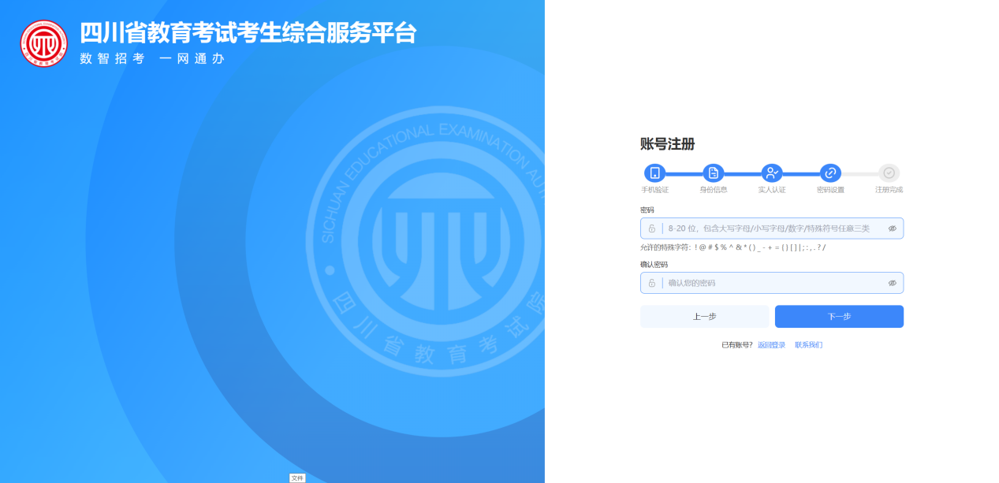 四川省教育考试考生综合服务平台
数智招考 一网通办
SICHUAN EDUCATIONAL EXAMINATION AUTH
四川省教育考试院
账号注册
手机验证
身份信息
实人认证
密码设置
注册完成
密码
8-20 位，包含大写字母/小写字母/数字/特殊符号任意三类
允许的特殊字符：! @ # $ % ^ & * ( ) _ - + = { } [ ] | ; : , . ? /
确认密码
确认您的密码
上一步
下一步
已有账号? 返回登录 联系我们
文件